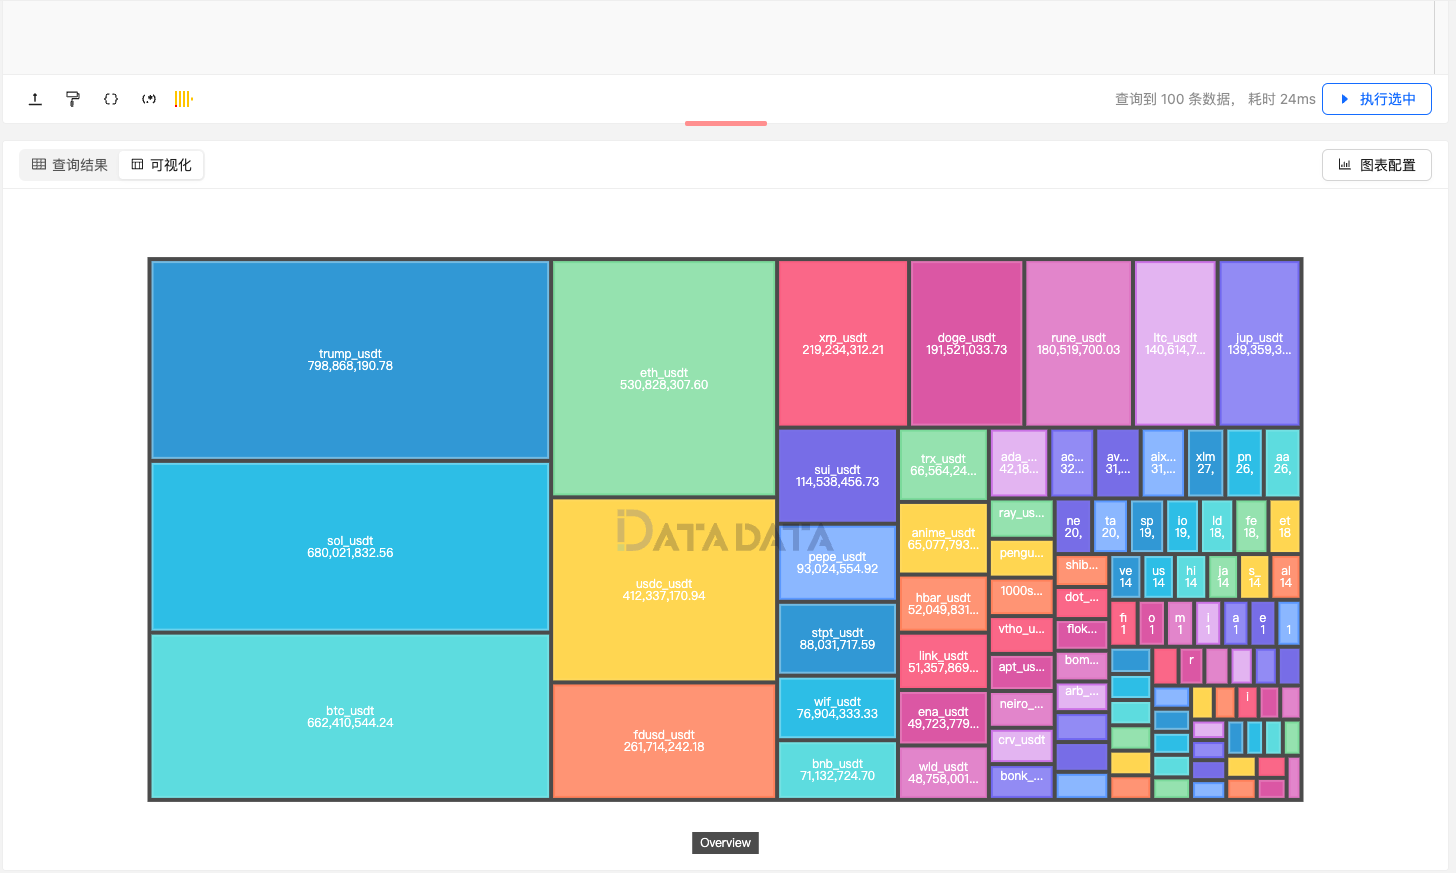 查询到 100 条数据， 耗时 24ms
执行选中
查询结果
可视化
图表配置
trump_usdt
798,868,190.78
sol_usdt
680,021,832.56
btc_usdt
662,410,544.24
eth_usdt
530,828,307.60
usdc_usdt
412,337,170.94
fdusd_usdt
261,714,242.18
xrp_usdt
219,234,312.21
doge_usdt
191,521,033.73
rune_usdt
180,519,700.03
ltc_usdt
140,614,7...
jup_usdt
139,359,3...
sui_usdt
114,538,456.73
pepe_usdt
93,024,554.92
stpt_usdt
88,031,717.59
wif_usdt
76,904,333.33
bnb_usdt
71,132,724.70
trx_usdt
66,564,24...
anime_usdt
65,077,793...
hbar_usdt
52,049,831...
link_usdt
51,357,869...
ena_usdt
49,723,779...
wld_usdt
48,758,001...
ada_...
42,18...
ac...
32...
av...
31,...
aix...
31,...
xlm
27,
pn
26,
aa
26,
ray_us...
pengu...
1000s...
vtho_u...
apt_us...
neiro_...
crv_usdt
bonk_...
ne
20,
ta
20,
sp
19,
io
19,
ld
18,
fe
18,
et
18
shib...
dot_...
flok...
bom...
arb_...
ve
14
us
14
hi
14
ja
14
s_
14
al
14
fi
1
o
1
m
1
l
1
a
1
e
1
1
r
l
DATADATA
Overview